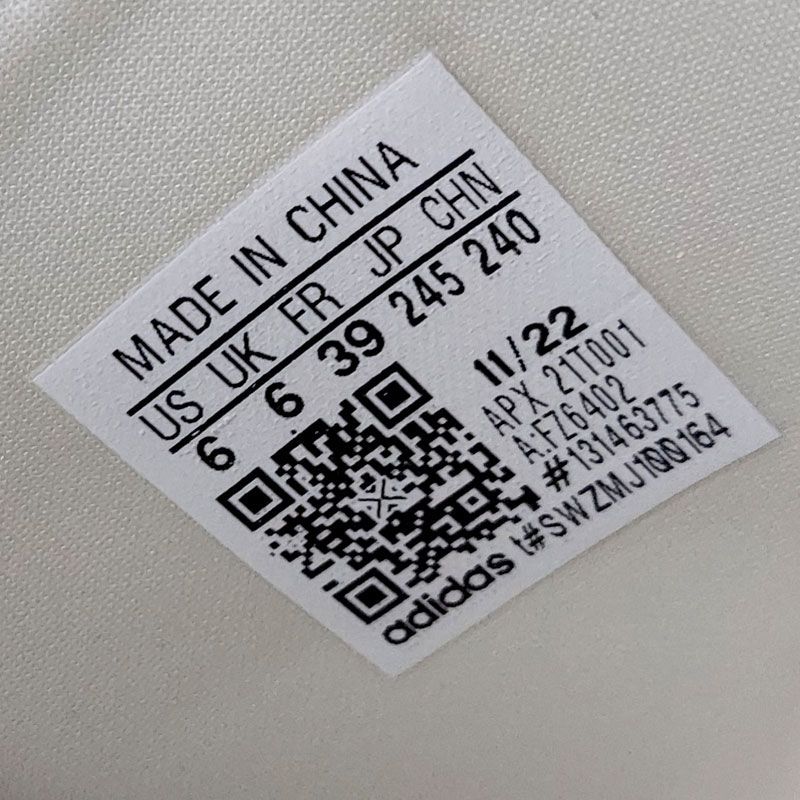 MADE IN CHINA
US UK FR JP CHN
6 6 39 245 240
11/22
APX 21T001
A:FZ6402
#131463775
adidas t#SWZMJ100164